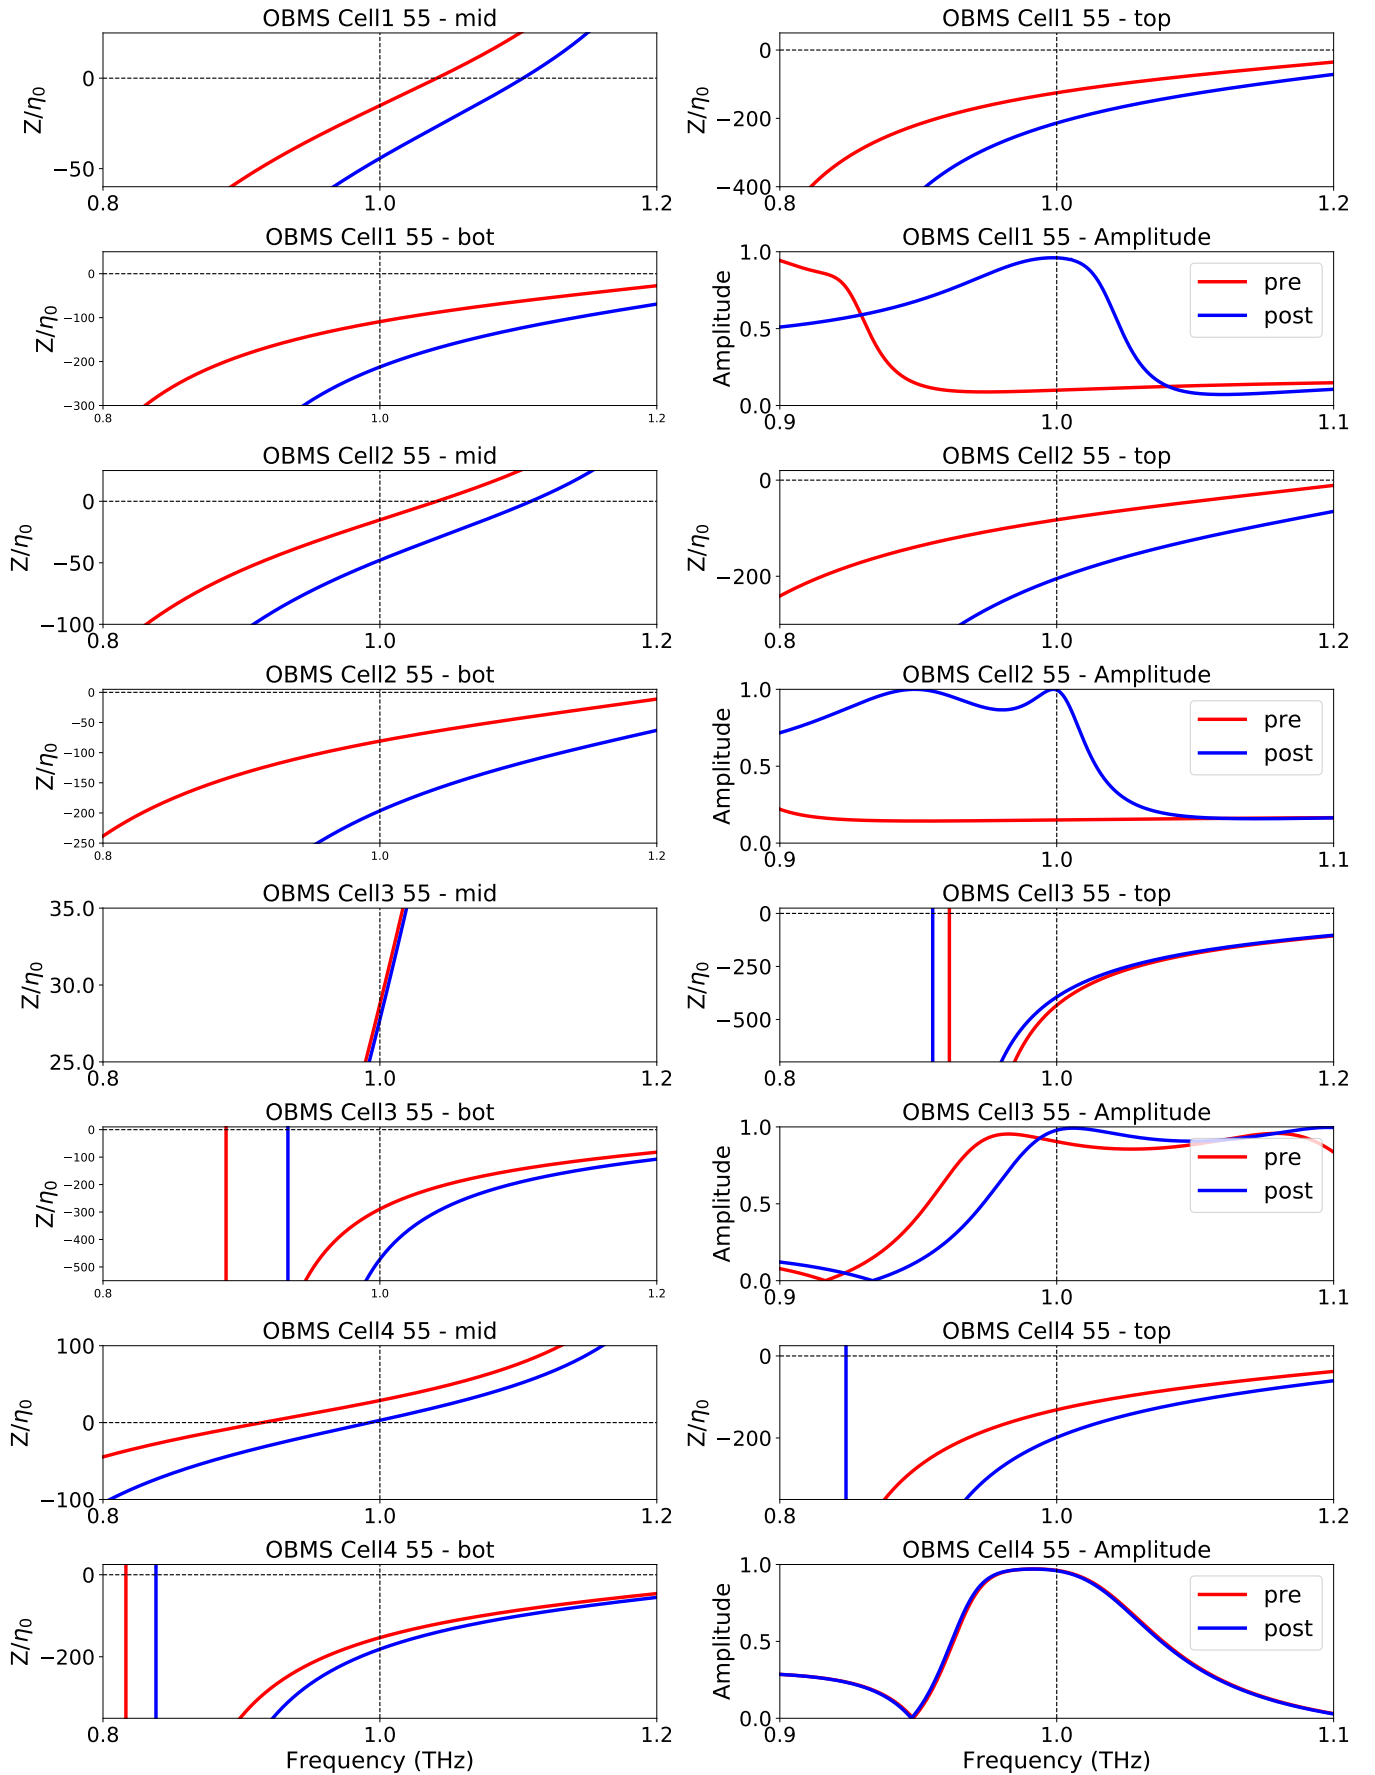 OBMS Cell1 55 - mid
Z/η0
0
−50
0.8
1.0
1.2
OBMS Cell1 55 - top
Z/η0
0
−200
−400
0.8
1.0
1.2
OBMS Cell1 55 - bot
Z/η0
0
−100
−200
−300
0.8
1.0
1.2
OBMS Cell1 55 - Amplitude
Amplitude
1.0
0.5
0.0
0.9
1.0
1.1
pre
post
OBMS Cell2 55 - mid
Z/η0
0
−50
−100
0.8
1.0
1.2
OBMS Cell2 55 - top
Z/η0
0
−200
0.8
1.0
1.2
OBMS Cell2 55 - bot
Z/η0
0
−50
−100
−150
−200
−250
0.8
1.0
1.2
OBMS Cell2 55 - Amplitude
Amplitude
1.0
0.5
0.0
0.9
1.0
1.1
pre
post
OBMS Cell3 55 - mid
Z/η0
35.0
30.0
25.0
0.8
1.0
1.2
OBMS Cell3 55 - top
Z/η0
0
−250
−500
0.8
1.0
1.2
OBMS Cell3 55 - bot
Z/η0
0
−100
−200
−300
−400
−500
0.8
1.0
1.2
OBMS Cell3 55 - Amplitude
Amplitude
1.0
0.5
0.0
0.9
1.0
1.1
pre
post
OBMS Cell4 55 - mid
Z/η0
100
0
−100
0.8
1.0
1.2
OBMS Cell4 55 - top
Z/η0
0
−200
0.8
1.0
1.2
OBMS Cell4 55 - bot
Z/η0
0
−200
0.8
1.0
1.2
Frequency (THz)
OBMS Cell4 55 - Amplitude
Amplitude
1.0
0.5
0.0
0.9
1.0
1.1
pre
post
Frequency (THz)